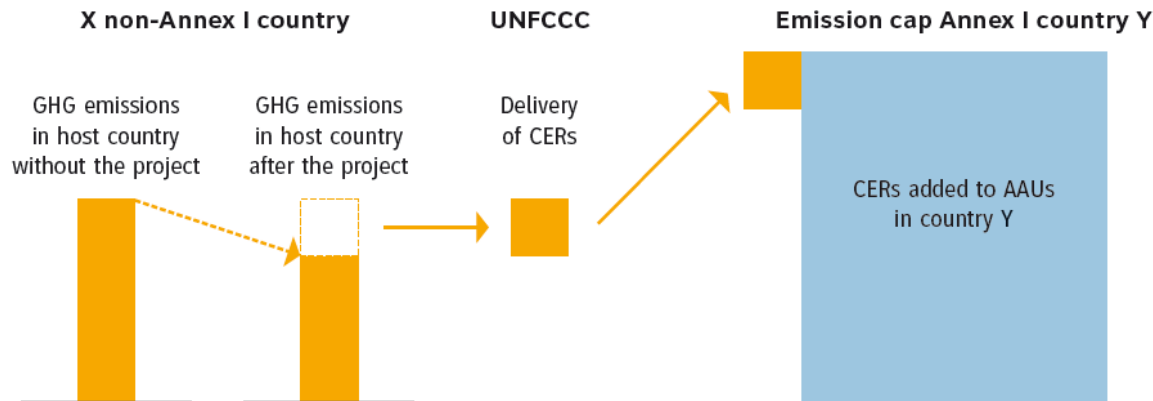 X non-Annex I country
UNFCCC
Emission cap Annex I country Y
GHG emissions
in host country
without the project
GHG emissions
in host country
after the project
Delivery
of CERs
CERs added to AAUs
in country Y